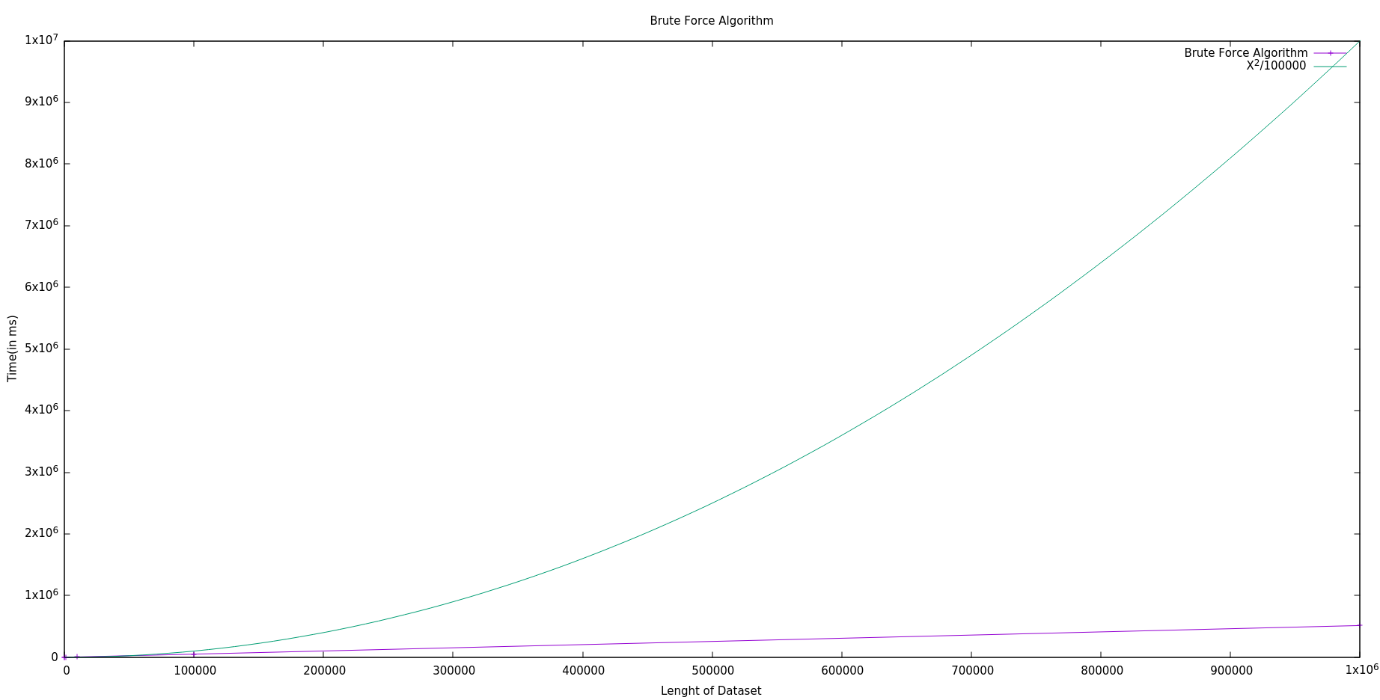 Brute Force Algorithm
1x10⁷
9x10⁶
8x10⁶
7x10⁶
6x10⁶
5x10⁶
4x10⁶
3x10⁶
2x10⁶
1x10⁶
0
Time(in ms)
Brute Force Algorithm
X²/100000
0 100000 200000 300000 400000 500000 600000 700000 800000 900000 1x10⁶
Lenght of Dataset